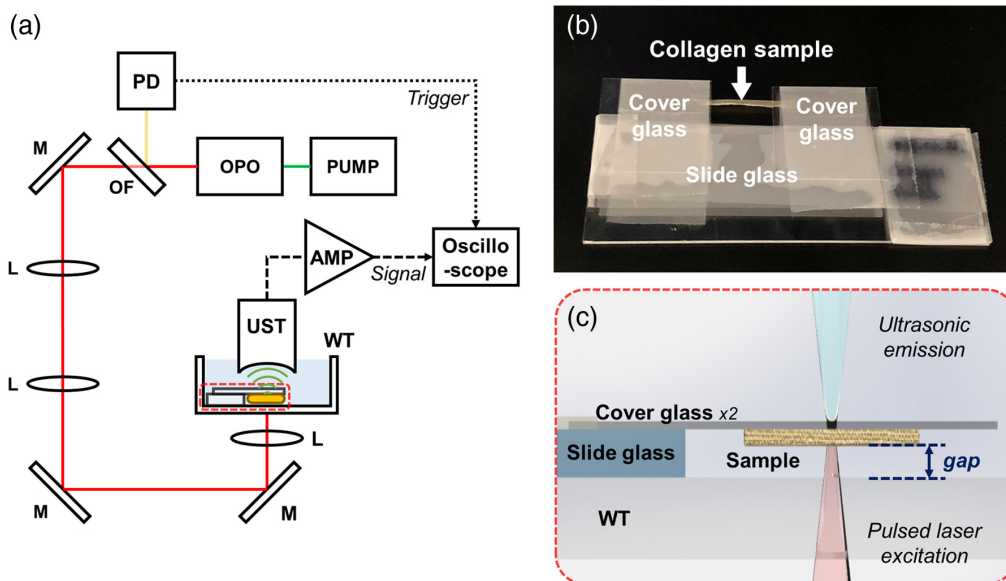 (a)
PD
Trigger
M
OF
OPO
PUMP
L
AMP
Signal
Oscillo
-scope
UST
WT
L
L
M
M
(b)
Collagen sample
Cover
glass
Cover
glass
Slide glass
(c)
Ultrasonic
emission
Cover glass x2
Slide glass
Sample
gap
WT
Pulsed laser
excitation